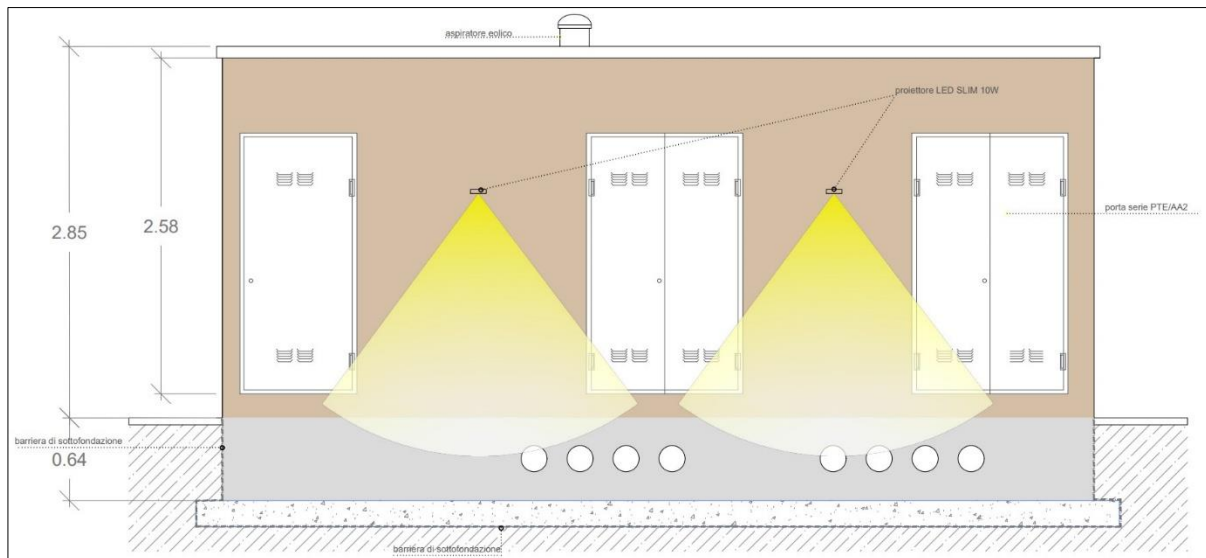 aspiratore eolico
proiettore LED SLIM 10W
2.85
2.58
porta serie PTE/AA2
barriera di sottofondazione
0.64
barriera di sottofondazione